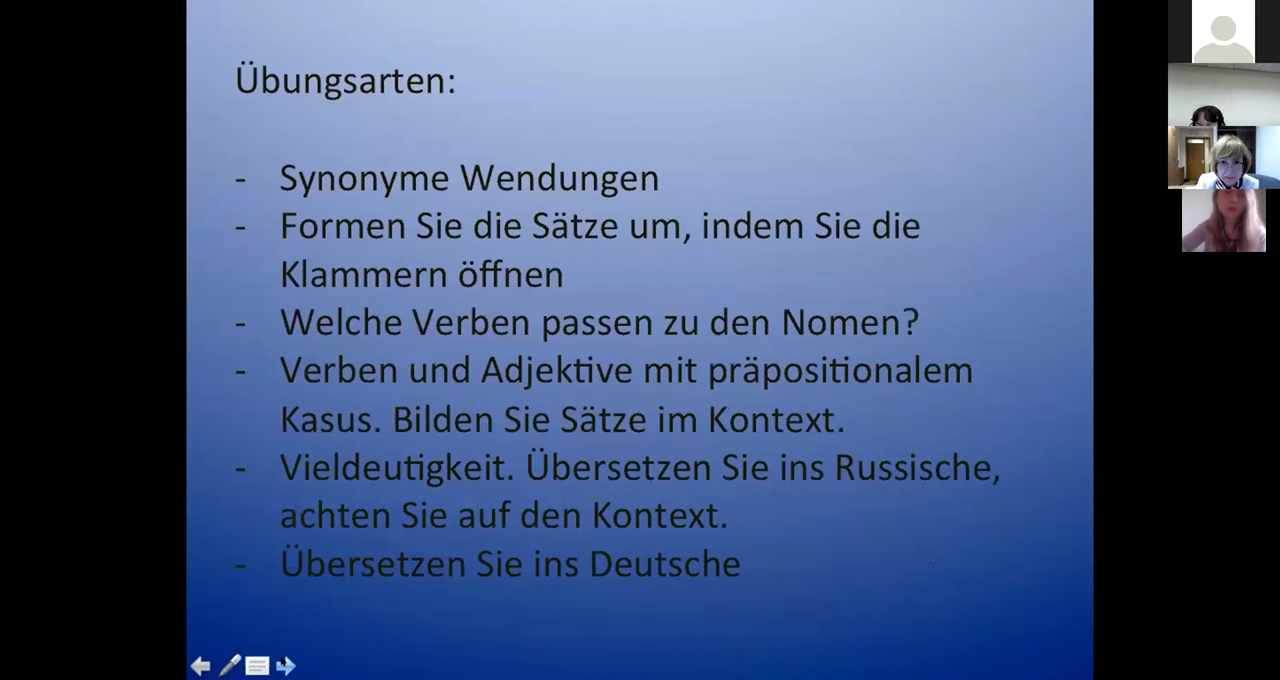 Übungsarten:
- Synonyme Wendungen
- Formen Sie die Sätze um, indem Sie die
Klammern öffnen
- Welche Verben passen zu den Nomen?
- Verben und Adjektive mit präpositionalem
Kasus. Bilden Sie Sätze im Kontext.
- Vieldeutigkeit. Übersetzen Sie ins Russische,
achten Sie auf den Kontext.
- Übersetzen Sie ins Deutsche